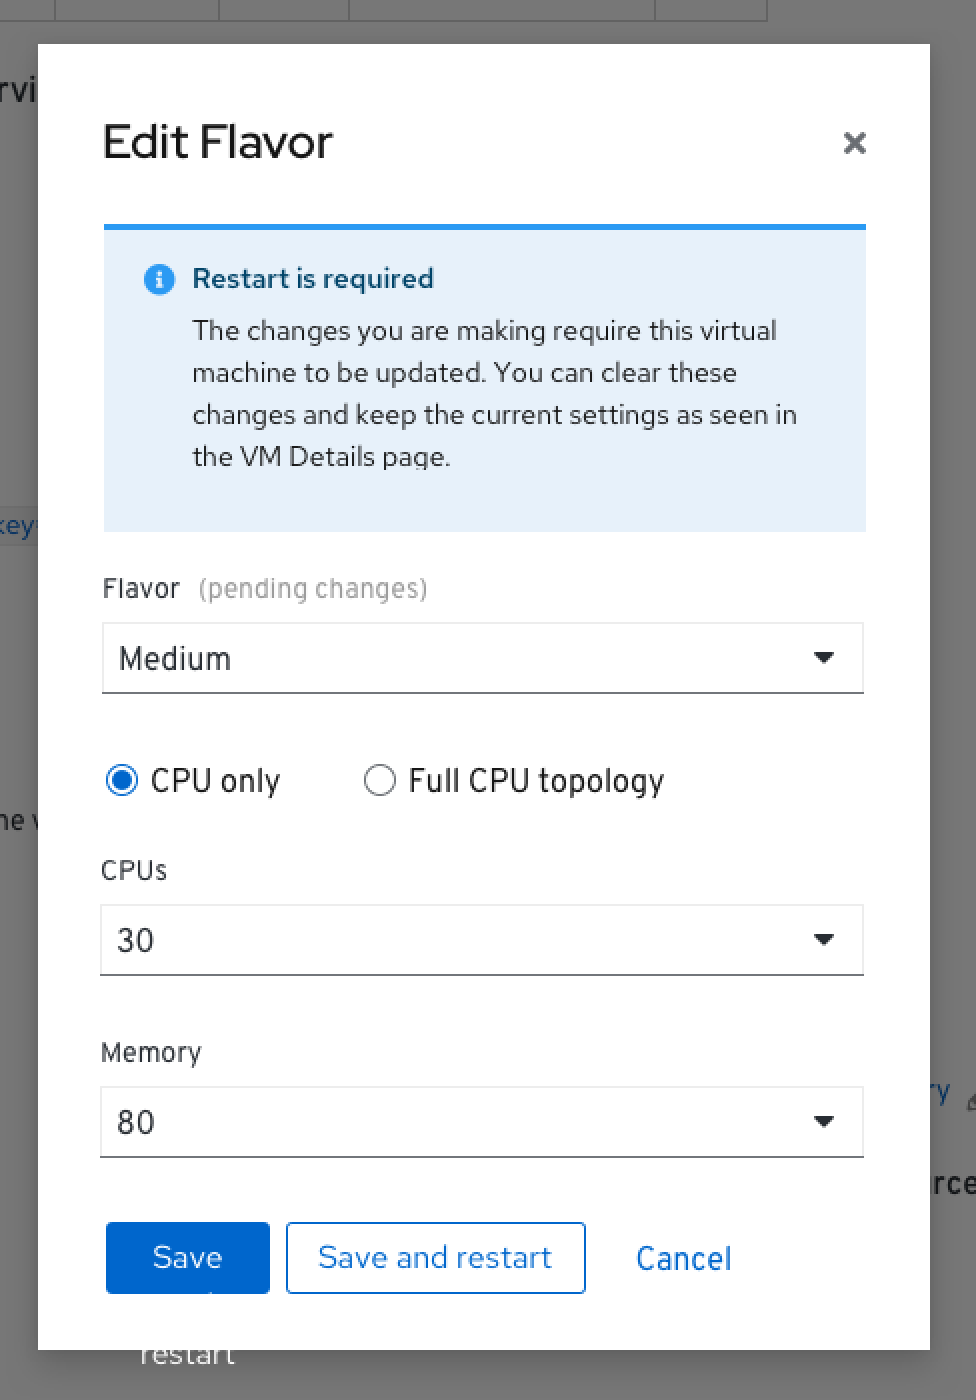 rvi
Edit Flavor
Restart is required
The changes you are making require this virtual
machine to be updated. You can clear these
changes and keep the current settings as seen in
the VM Details page.
key
Flavor (pending changes)
Medium
CPU only Full CPU topology
he
CPUs
30
Memory
ry
80
rce
Save Save and restart Cancel
restart